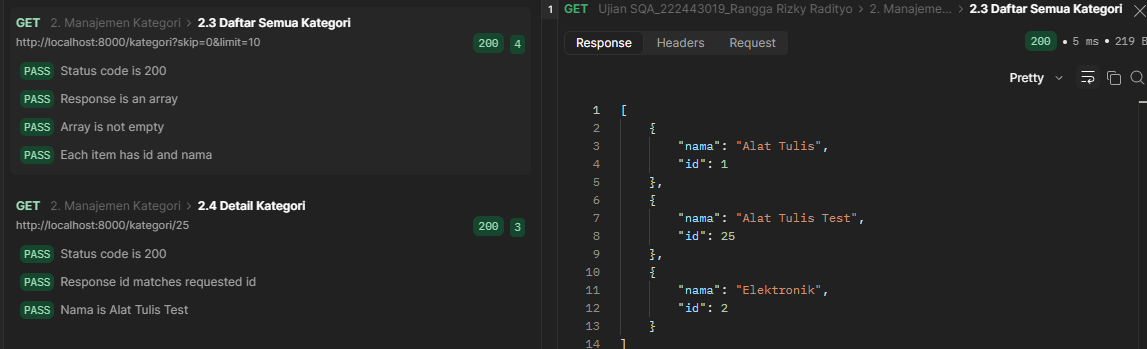 GET 2. Manajemen Kategori > 2.3 Daftar Semua Kategori
http://localhost:8000/kategori?skip=0&limit=10 200 4
PASS Status code is 200
PASS Response is an array
PASS Array is not empty
PASS Each item has id and nama
GET 2. Manajemen Kategori > 2.4 Detail Kategori
http://localhost:8000/kategori/25 200 3
PASS Status code is 200
PASS Response id matches requested id
PASS Nama is Alat Tulis Test
1 GET Ujian SQA_222443019_Rangga Rizky Radityo > 2. Manajeme... > 2.3 Daftar Semua Kategori
Response Headers Request 200 • 5 ms • 219 B
Pretty
1 [
2 {
3 "nama": "Alat Tulis",
4 "id": 1
5 },
6 {
7 "nama": "Alat Tulis Test",
8 "id": 25
9 },
10 {
11 "nama": "Elektronik",
12 "id": 2
13 }
14 ]